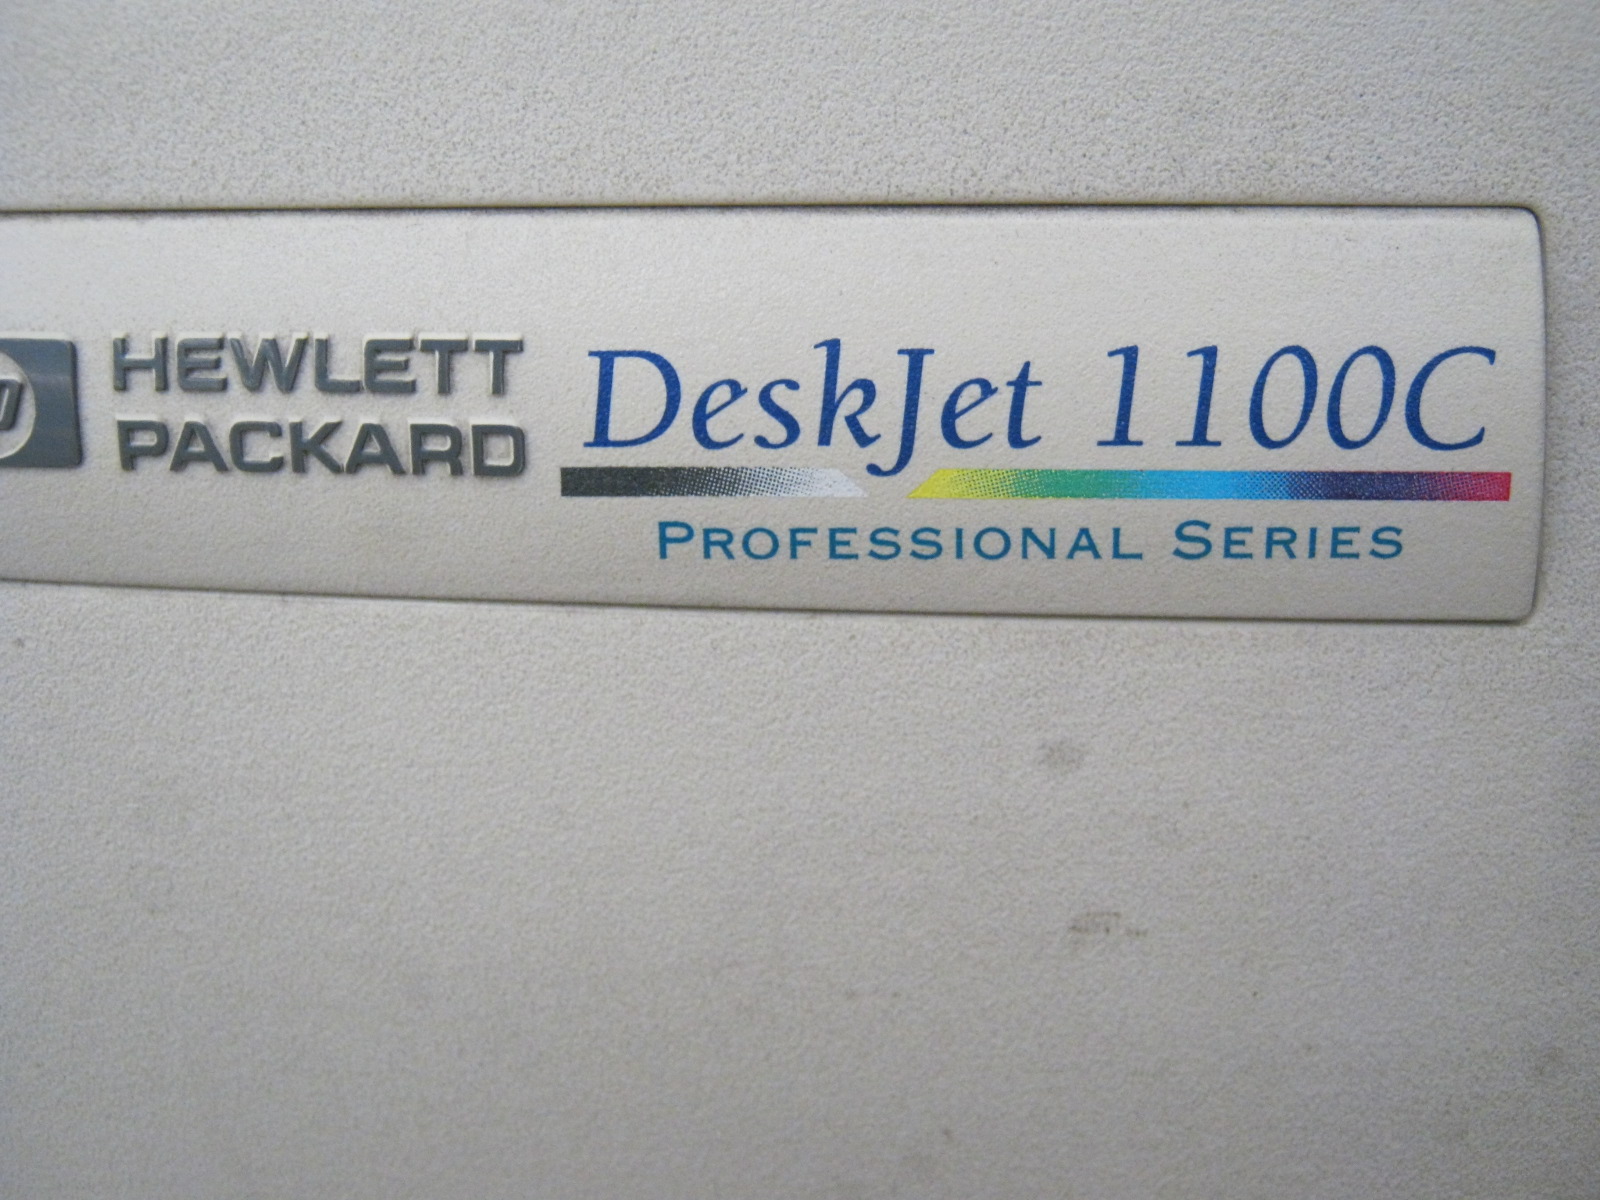 HEWLETT
PACKARD
DeskJet 1100C
PROFESSIONAL SERIES